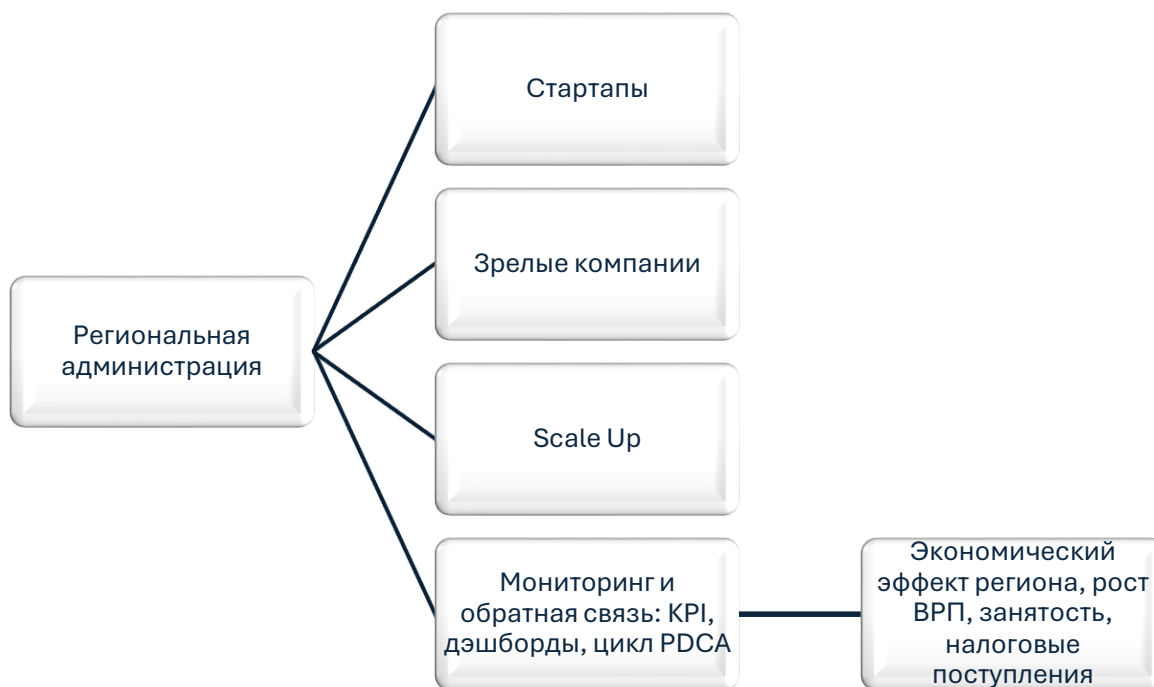 Стартапы
Зрелые компании
Региональная
администрация
Scale Up
Мониторинг и
обратная связь: KPI,
дэшборды, цикл PDCA
Экономический
эффект региона, рост
ВРП, занятость,
налоговые
поступления